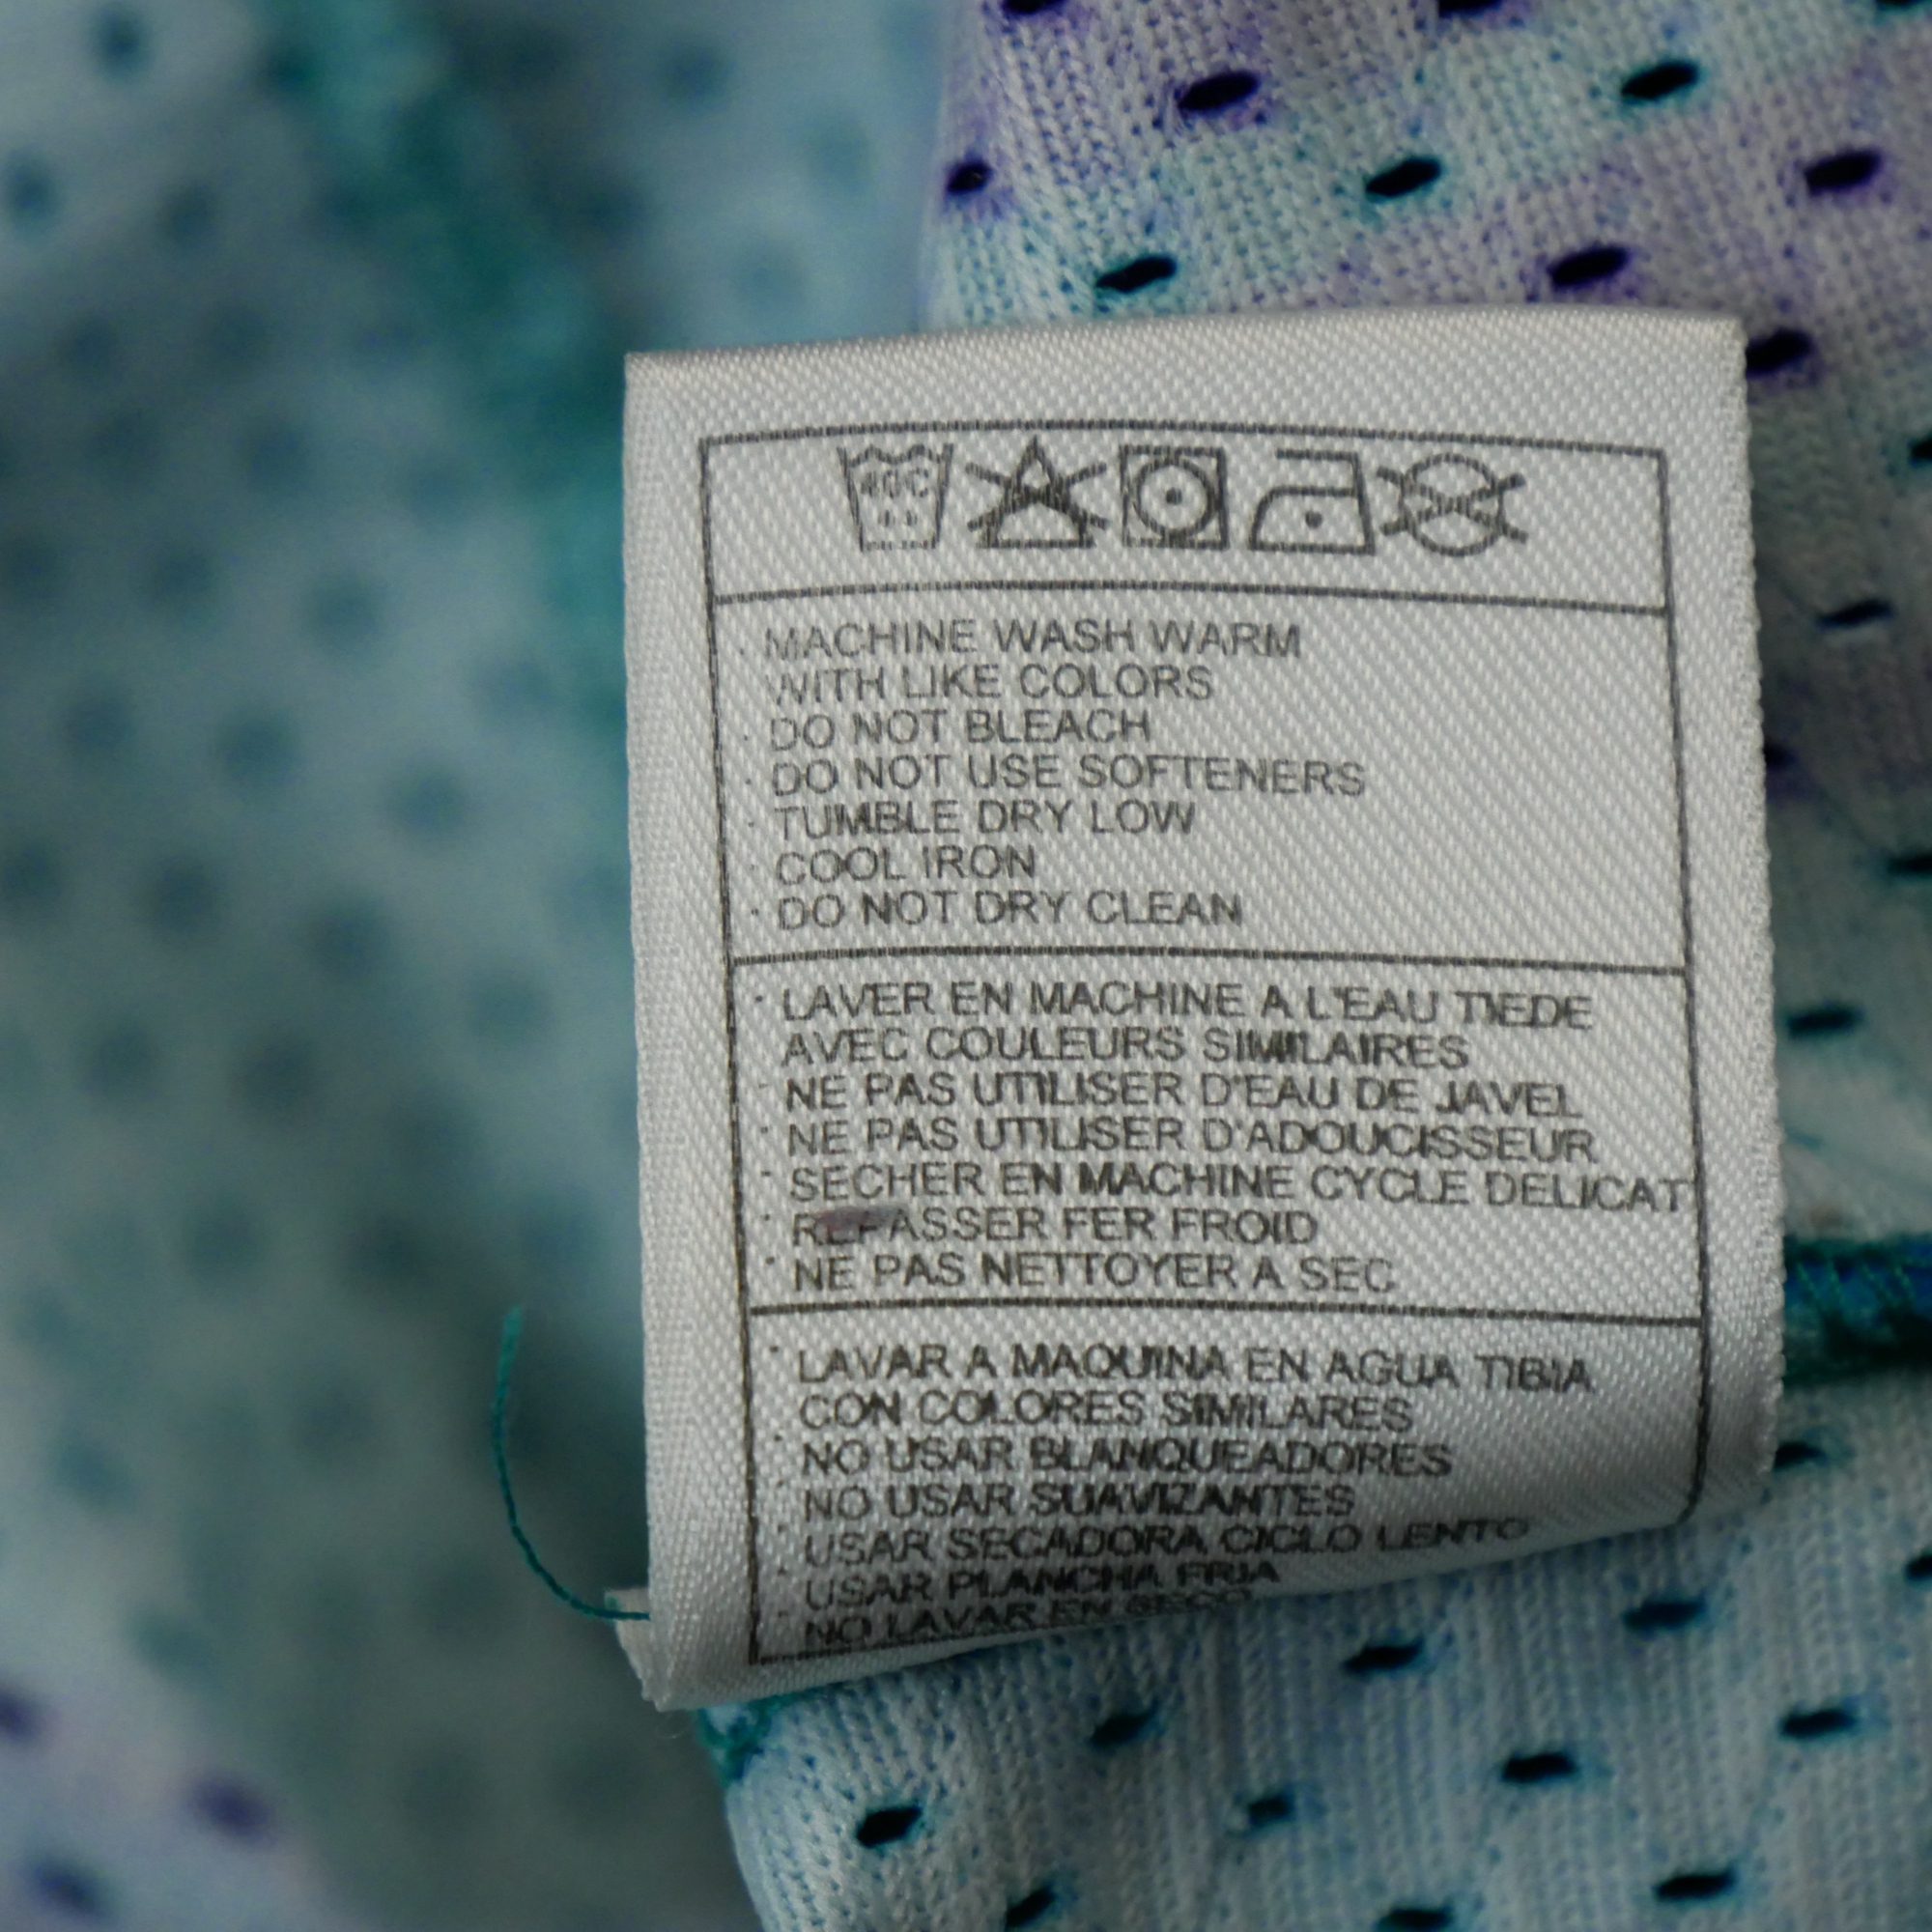 40C
· MACHINE WASH WARM
WITH LIKE COLORS
· DO NOT BLEACH
· DO NOT USE SOFTENERS
· TUMBLE DRY LOW
· COOL IRON
· DO NOT DRY CLEAN
· LAVER EN MACHINE A L'EAU TIEDE
AVEC COULEURS SIMILAIRES
· NE PAS UTILISER D'EAU DE JAVEL
· NE PAS UTILISER D'ADOUCISSEUR
· SECHER EN MACHINE CYCLE DELICAT
· REPASSER FER FROID
· NE PAS NETTOYER A SEC
· LAVAR A MAQUINA EN AGUA TIBIA
CON COLORES SIMILARES
· NO USAR BLANQUEADORES
· NO USAR SUAVIZANTES
· USAR SECADORA CICLO LENTO
· USAR PLANCHA FRIA
· NO LAVAR EN SECO